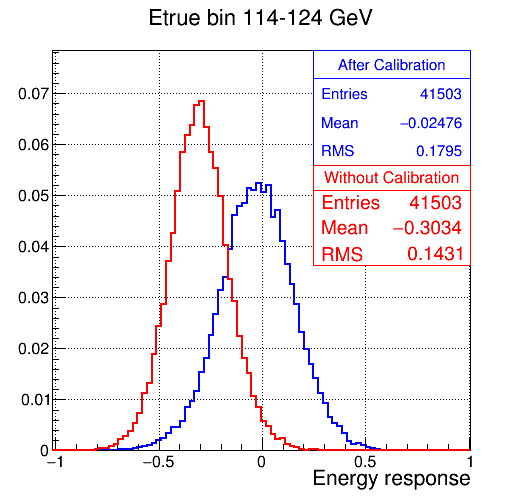 Etrue bin 114-124 GeV
After Calibration
Entries 41503
Mean −0.02476
RMS 0.1795
Without Calibration
Entries 41503
Mean −0.3034
RMS 0.1431
0.07
0.06
0.05
0.04
0.03
0.02
0.01
0
−1 −0.5 0 0.5 1
Energy response